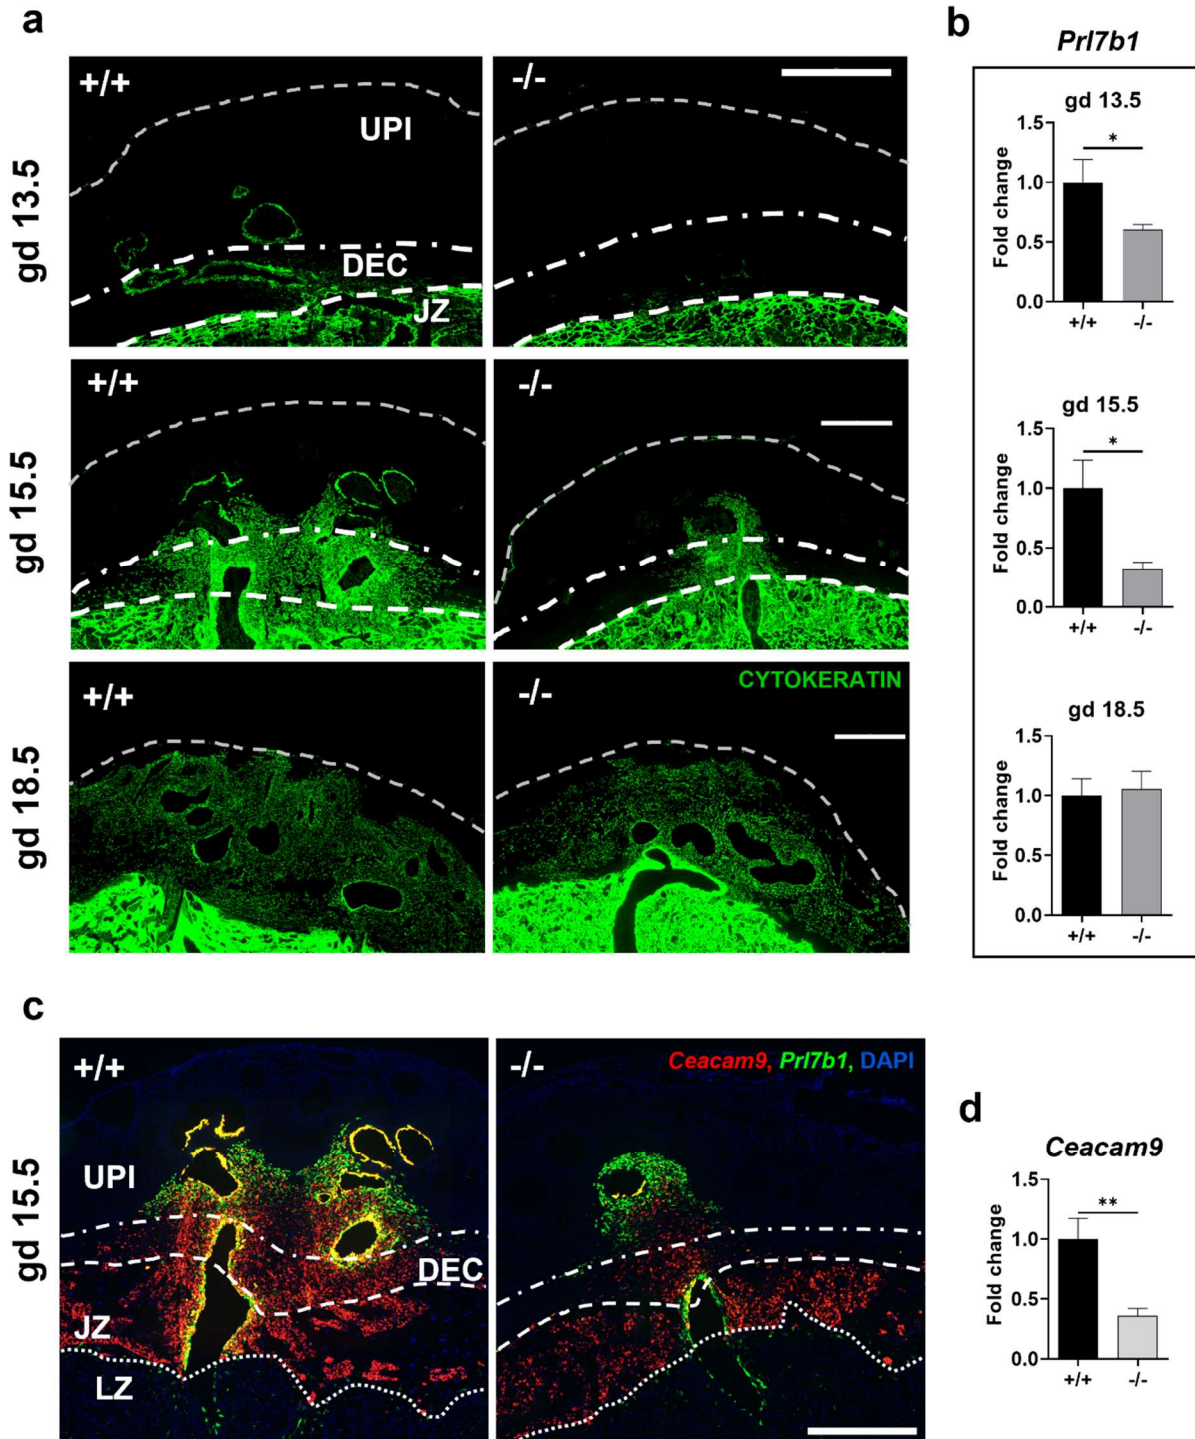 a
+/+
-/-
UPI
DEC
JZ
gd 13.5
+/+
-/-
gd 15.5
+/+
-/-
CYTOKERATIN
gd 18.5
b
Prl7b1
gd 13.5
Fold change
1.5
1.0
0.5
0.0
*
+/+ -/-
gd 15.5
Fold change
1.5
1.0
0.5
0.0
*
+/+ -/-
gd 18.5
Fold change
1.5
1.0
0.5
0.0
+/+ -/-
c
+/+
-/-
Ceacam9, Prl7b1, DAPI
gd 15.5
UPI
DEC
JZ
LZ
d
Ceacam9
Fold change
1.5
1.0
0.5
0.0
**
+/+ -/-